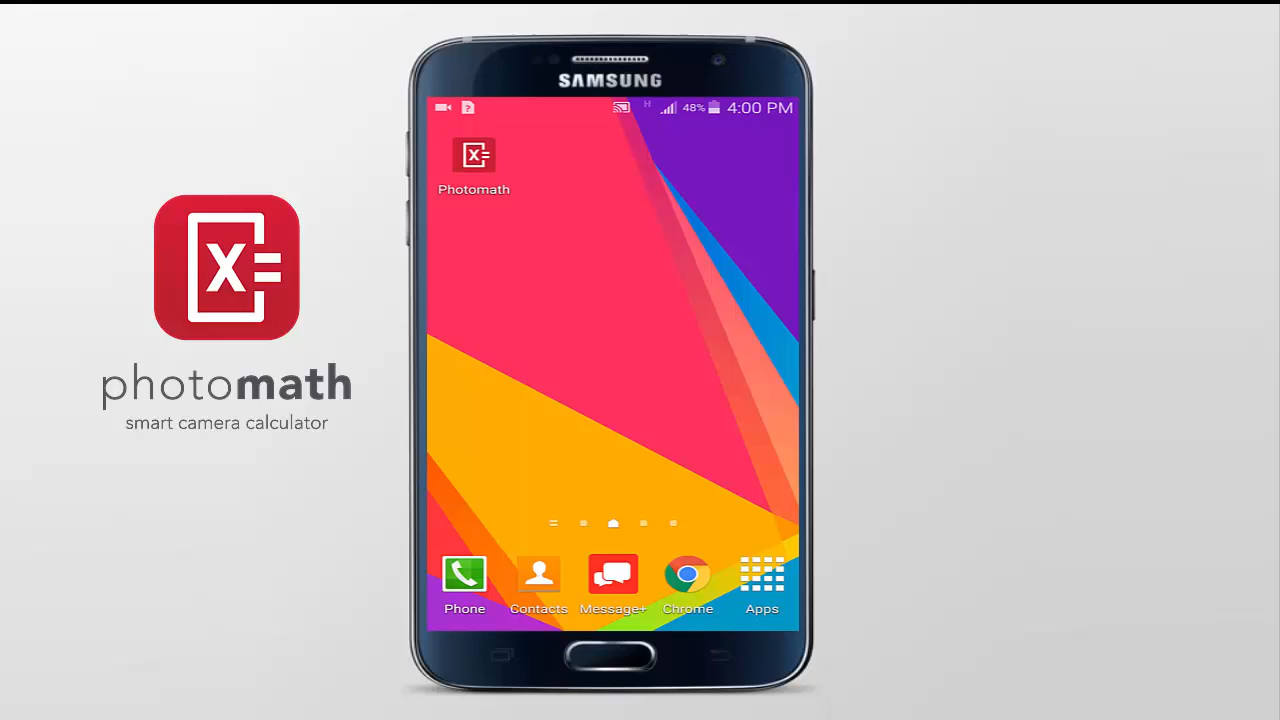 X=
photomath
smart camera calculator
SAMSUNG
H 48% 4:00 PM
X=
Photomath
Phone Contacts Message+ Chrome Apps